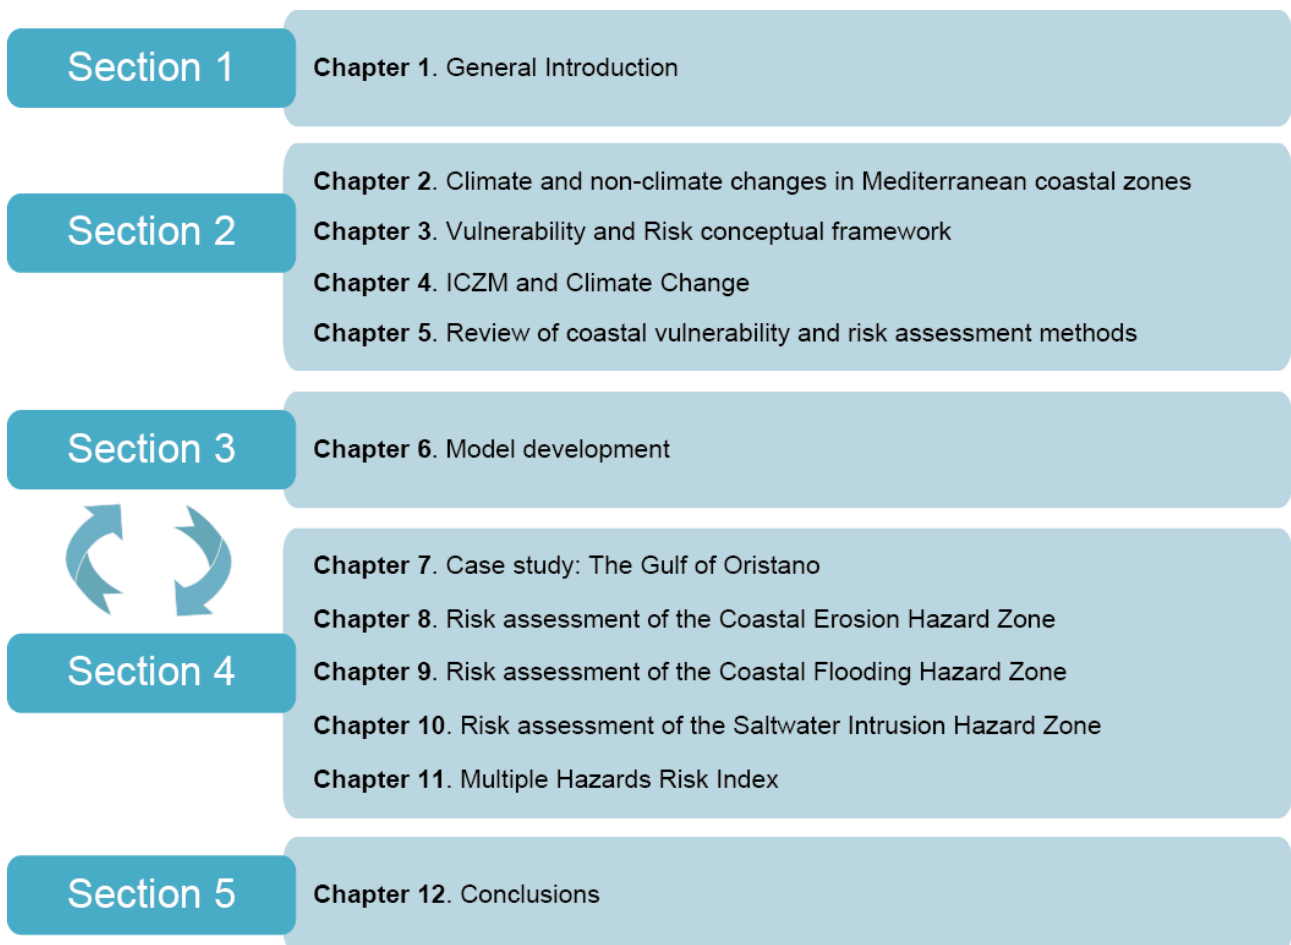 Section 1
Chapter 1. General Introduction
Section 2
Chapter 2. Climate and non-climate changes in Mediterranean coastal zones
Chapter 3. Vulnerability and Risk conceptual framework
Chapter 4. ICZM and Climate Change
Chapter 5. Review of coastal vulnerability and risk assessment methods
Section 3
Chapter 6. Model development
Section 4
Chapter 7. Case study: The Gulf of Oristano
Chapter 8. Risk assessment of the Coastal Erosion Hazard Zone
Chapter 9. Risk assessment of the Coastal Flooding Hazard Zone
Chapter 10. Risk assessment of the Saltwater Intrusion Hazard Zone
Chapter 11. Multiple Hazards Risk Index
Section 5
Chapter 12. Conclusions